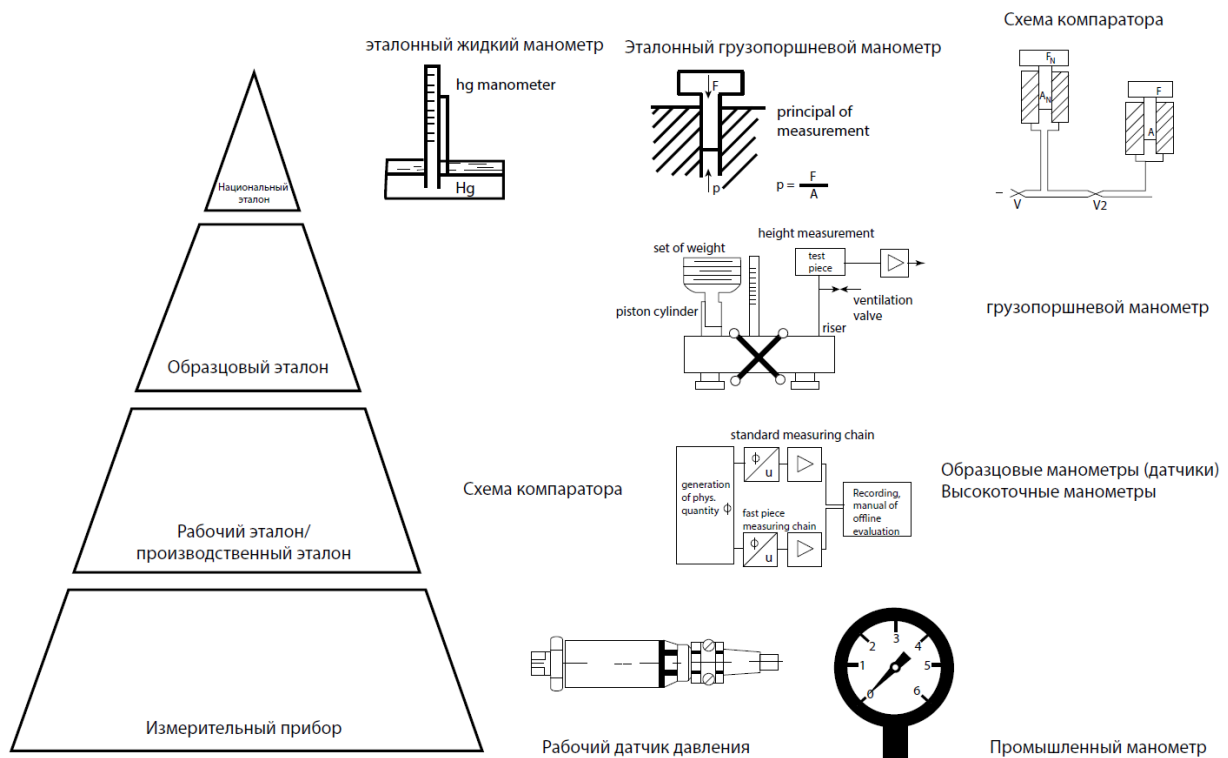 Схема компаратора
эталонный жидкий манометр
Эталонный грузопоршневой манометр
hg manometer
Hg
F
principal of
measurement
p = F
A
p
F_N
A_N
F
A
V
V2
Национальный
эталон
set of weight
height measurement
test
piece
piston cylinder
ventilation
valve
riser
грузопоршневой манометр
Образцовый эталон
standard measuring chain
Схема компаратора
generation
of phys.
quantity ϕ
ϕ
u
fast piece
measuring chain
ϕ
u
Recording,
manual of
offline
evaluation
Образцовые манометры (датчики)
Высокоточные манометры
Рабочий эталон/
производственный эталон
Измерительный прибор
Рабочий датчик давления
0
1
2
3
4
5
6
Промышленный манометр